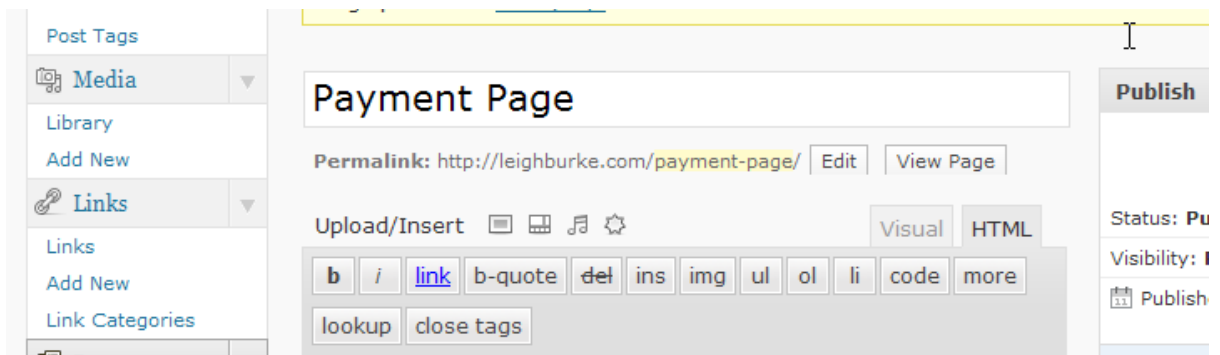 Post Tags
Media
Library
Add New
Links
Links
Add New
Link Categories
Payment Page
Permalink: http://leighburke.com/payment-page/ Edit View Page
Upload/Insert Visual HTML
b i link b-quote del ins img ul ol li code more
lookup close tags
Publish
Status:
Visibility:
11